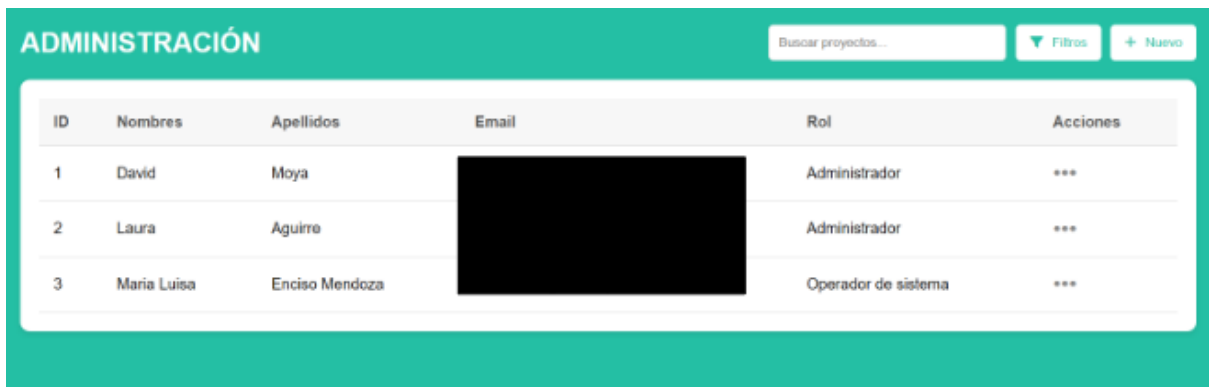 ADMINISTRACIÓN Buscar proyectos... Filtros + Nuevo
ID Nombres Apellidos Email Rol Acciones
1 David Moya Administrador •••
2 Laura Aguirre Administrador •••
3 Maria Luisa Enciso Mendoza Operador de sistema •••